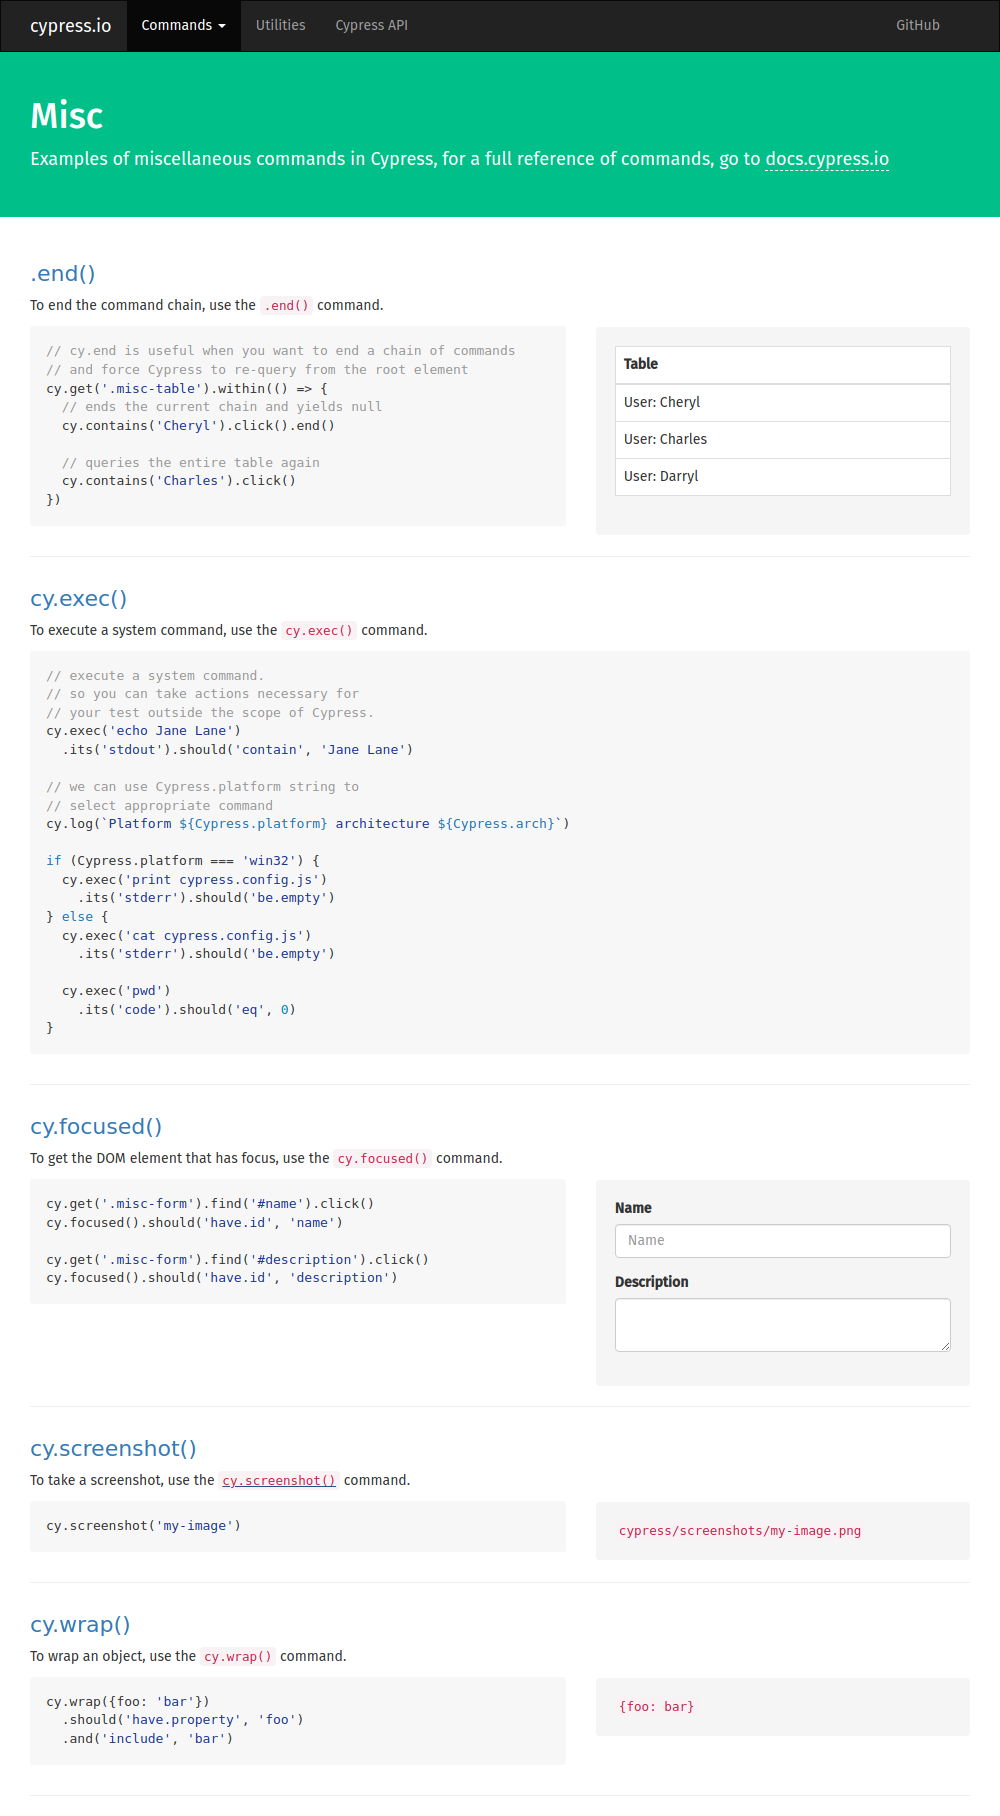 cypress.io Commands Utilities Cypress API GitHub
Misc
Examples of miscellaneous commands in Cypress, for a full reference of commands, go to docs.cypress.io
.end()
To end the command chain, use the .end() command.
// cy.end is useful when you want to end a chain of commands
// and force Cypress to re-query from the root element
cy.get('.misc-table').within(() => {
  // ends the current chain and yields null
  cy.contains('Cheryl').click().end()

  // queries the entire table again
  cy.contains('Charles').click()
})
Table
User: Cheryl
User: Charles
User: Darryl
cy.exec()
To execute a system command, use the cy.exec() command.
// execute a system command.
// so you can take actions necessary for
// your test outside the scope of Cypress.
cy.exec('echo Jane Lane')
  .its('stdout').should('contain', 'Jane Lane')

// we can use Cypress.platform string to
// select appropriate command
cy.log(`Platform ${Cypress.platform} architecture ${Cypress.arch}`)

if (Cypress.platform === 'win32') {
  cy.exec('print cypress.config.js')
    .its('stderr').should('be.empty')
} else {
  cy.exec('cat cypress.config.js')
    .its('stderr').should('be.empty')

  cy.exec('pwd')
    .its('code').should('eq', 0)
}
cy.focused()
To get the DOM element that has focus, use the cy.focused() command.
cy.get('.misc-form').find('#name').click()
cy.focused().should('have.id', 'name')

cy.get('.misc-form').find('#description').click()
cy.focused().should('have.id', 'description')
Name
Name
Description
cy.screenshot()
To take a screenshot, use the cy.screenshot() command.
cy.screenshot('my-image')
cypress/screenshots/my-image.png
cy.wrap()
To wrap an object, use the cy.wrap() command.
cy.wrap({foo: 'bar'})
  .should('have.property', 'foo')
  .and('include', 'bar')
{foo: bar}